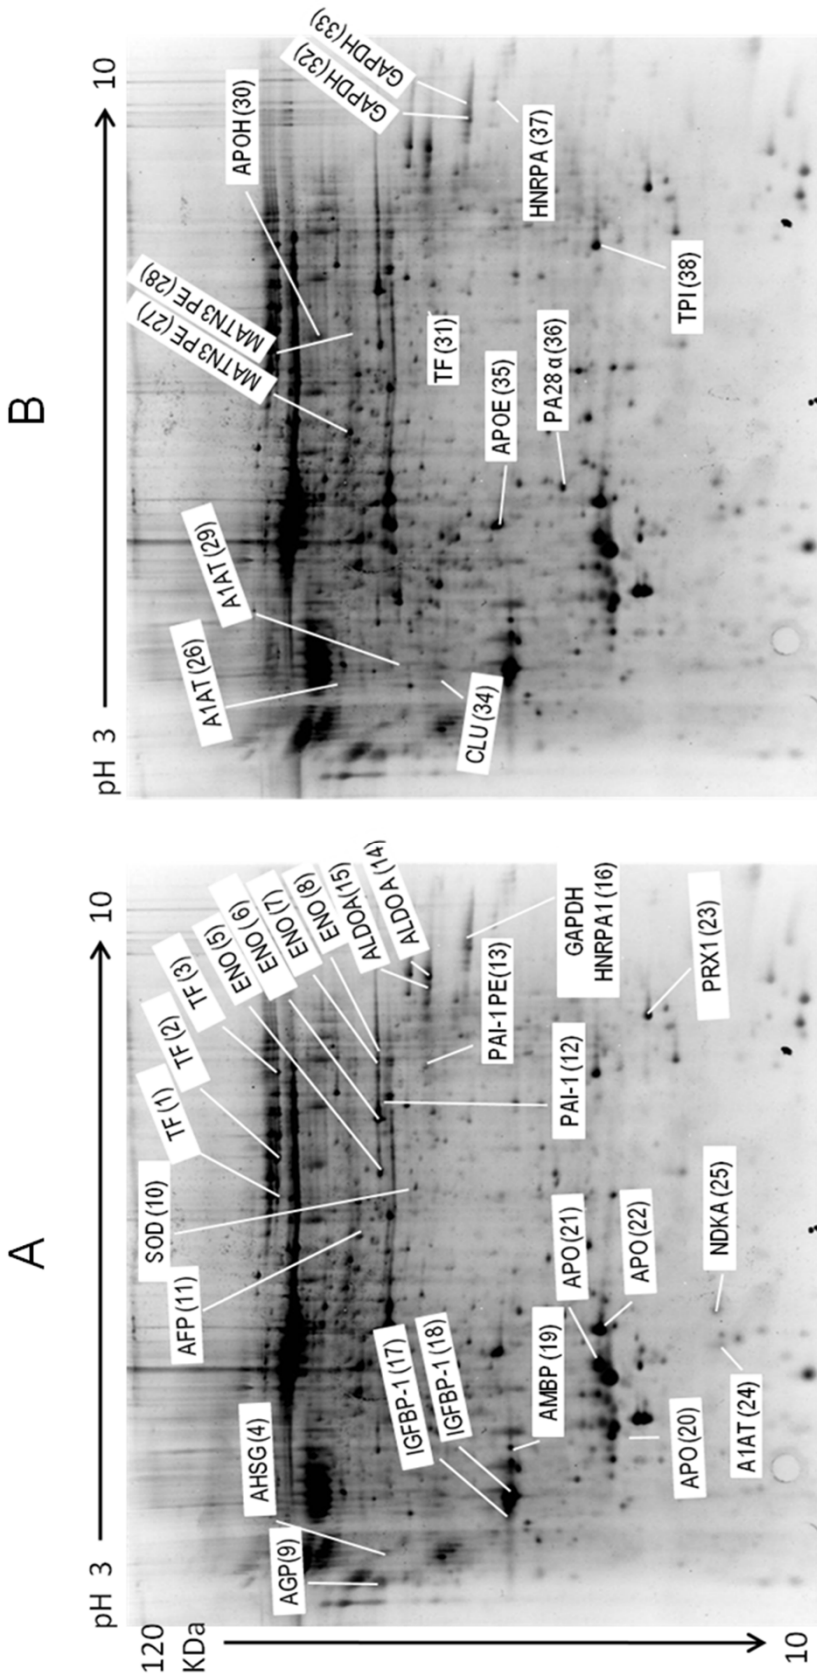 A
pH 3
10
120
KDa
10
TF (1)
TF (2)
TF (3)
ENO (5)
ENO (6)
ENO (7)
ENO (8)
ALDOA(15)
ALDOA (14)
SOD (10)
AFP (11)
AHSG (4)
AGP(9)
IGFBP-1 (17)
IGFBP-1 (18)
AMBP (19)
PAI-1 PE(13)
PAI-1 (12)
GAPDH
HNRPA1 (16)
APO (21)
APO (22)
APO (20)
PRX1 (23)
NDKA (25)
A1AT (24)
B
pH 3
10
A1AT (26)
A1AT (29)
MATN3 PE (27)
MATN3 PE (28)
APOH (30)
GAPDH (32)
GAPDH (33)
HNRPA (37)
TF (31)
CLU (34)
APOE (35)
PA28 α (36)
TPI (38)